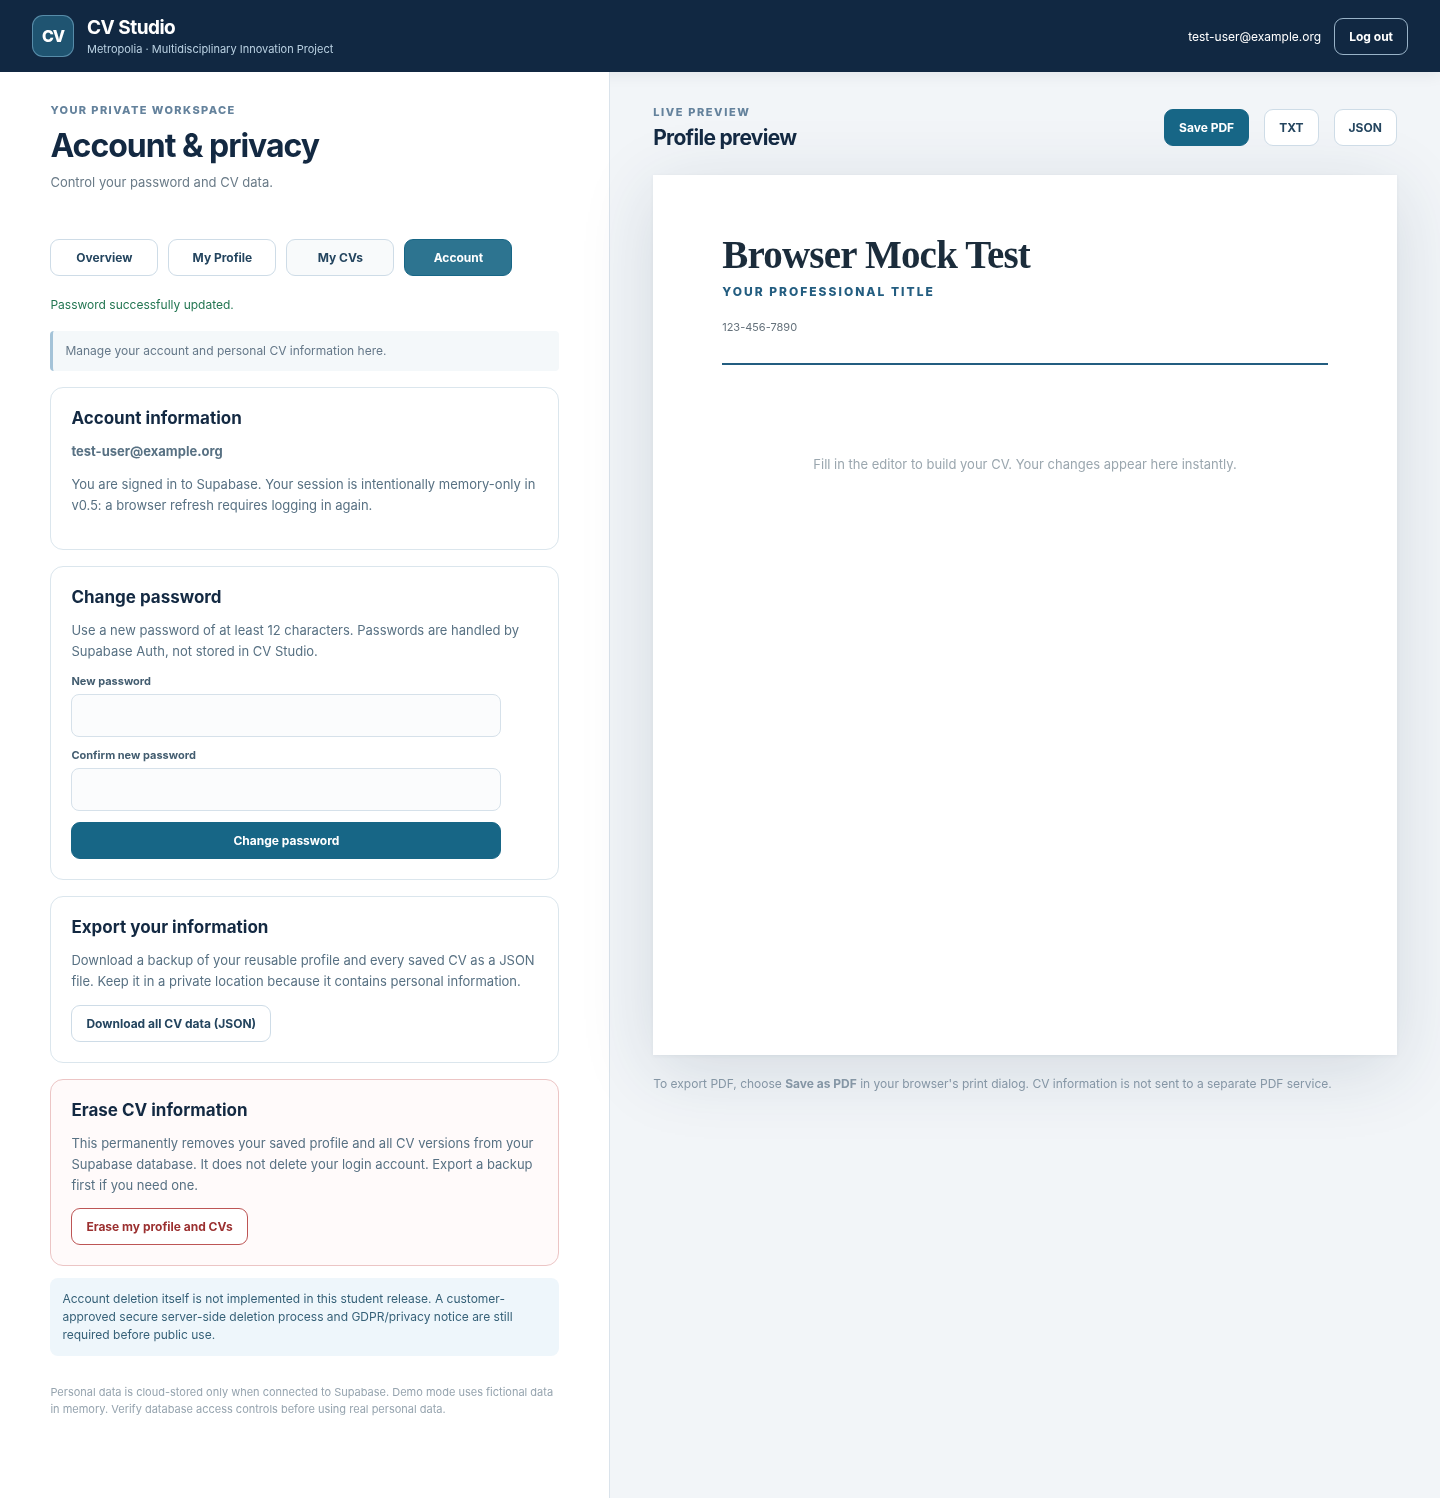 CV
CV Studio
Metropolia · Multidisciplinary Innovation Project
test-user@example.org
Log out
YOUR PRIVATE WORKSPACE
Account & privacy
Control your password and CV data.
Overview
My Profile
My CVs
Account
Password successfully updated.
Manage your account and personal CV information here.
Account information
test-user@example.org
You are signed in to Supabase. Your session is intentionally memory-only in
v0.5: a browser refresh requires logging in again.
Change password
Use a new password of at least 12 characters. Passwords are handled by
Supabase Auth, not stored in CV Studio.
New password
Confirm new password
Change password
Export your information
Download a backup of your reusable profile and every saved CV as a JSON
file. Keep it in a private location because it contains personal information.
Download all CV data (JSON)
Erase CV information
This permanently removes your saved profile and all CV versions from your
Supabase database. It does not delete your login account. Export a backup
first if you need one.
Erase my profile and CVs
Account deletion itself is not implemented in this student release. A customer-
approved secure server-side deletion process and GDPR/privacy notice are still
required before public use.
Personal data is cloud-stored only when connected to Supabase. Demo mode uses fictional data
in memory. Verify database access controls before using real personal data.
LIVE PREVIEW
Profile preview
Save PDF
TXT
JSON
Browser Mock Test
YOUR PROFESSIONAL TITLE
123-456-7890
Fill in the editor to build your CV. Your changes appear here instantly.
To export PDF, choose Save as PDF in your browser's print dialog. CV information is not sent to a separate PDF service.